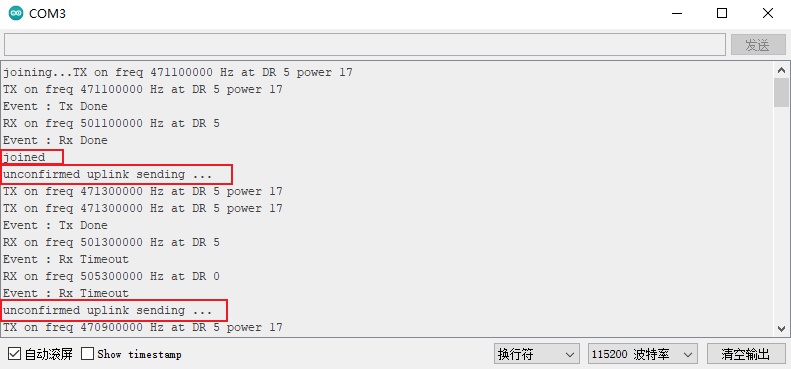 COM3
发送
joining...TX on freq 471100000 Hz at DR 5 power 17
TX on freq 471100000 Hz at DR 5 power 17
Event : Tx Done
RX on freq 501100000 Hz at DR 5
Event : Rx Done
joined
unconfirmed uplink sending ...
TX on freq 471300000 Hz at DR 5 power 17
TX on freq 471300000 Hz at DR 5 power 17
Event : Tx Done
RX on freq 501300000 Hz at DR 5
Event : Rx Timeout
RX on freq 505300000 Hz at DR 0
Event : Rx Timeout
unconfirmed uplink sending ...
TX on freq 470900000 Hz at DR 5 power 17
自动滚屏 Show timestamp 换行符 115200 波特率 清空输出